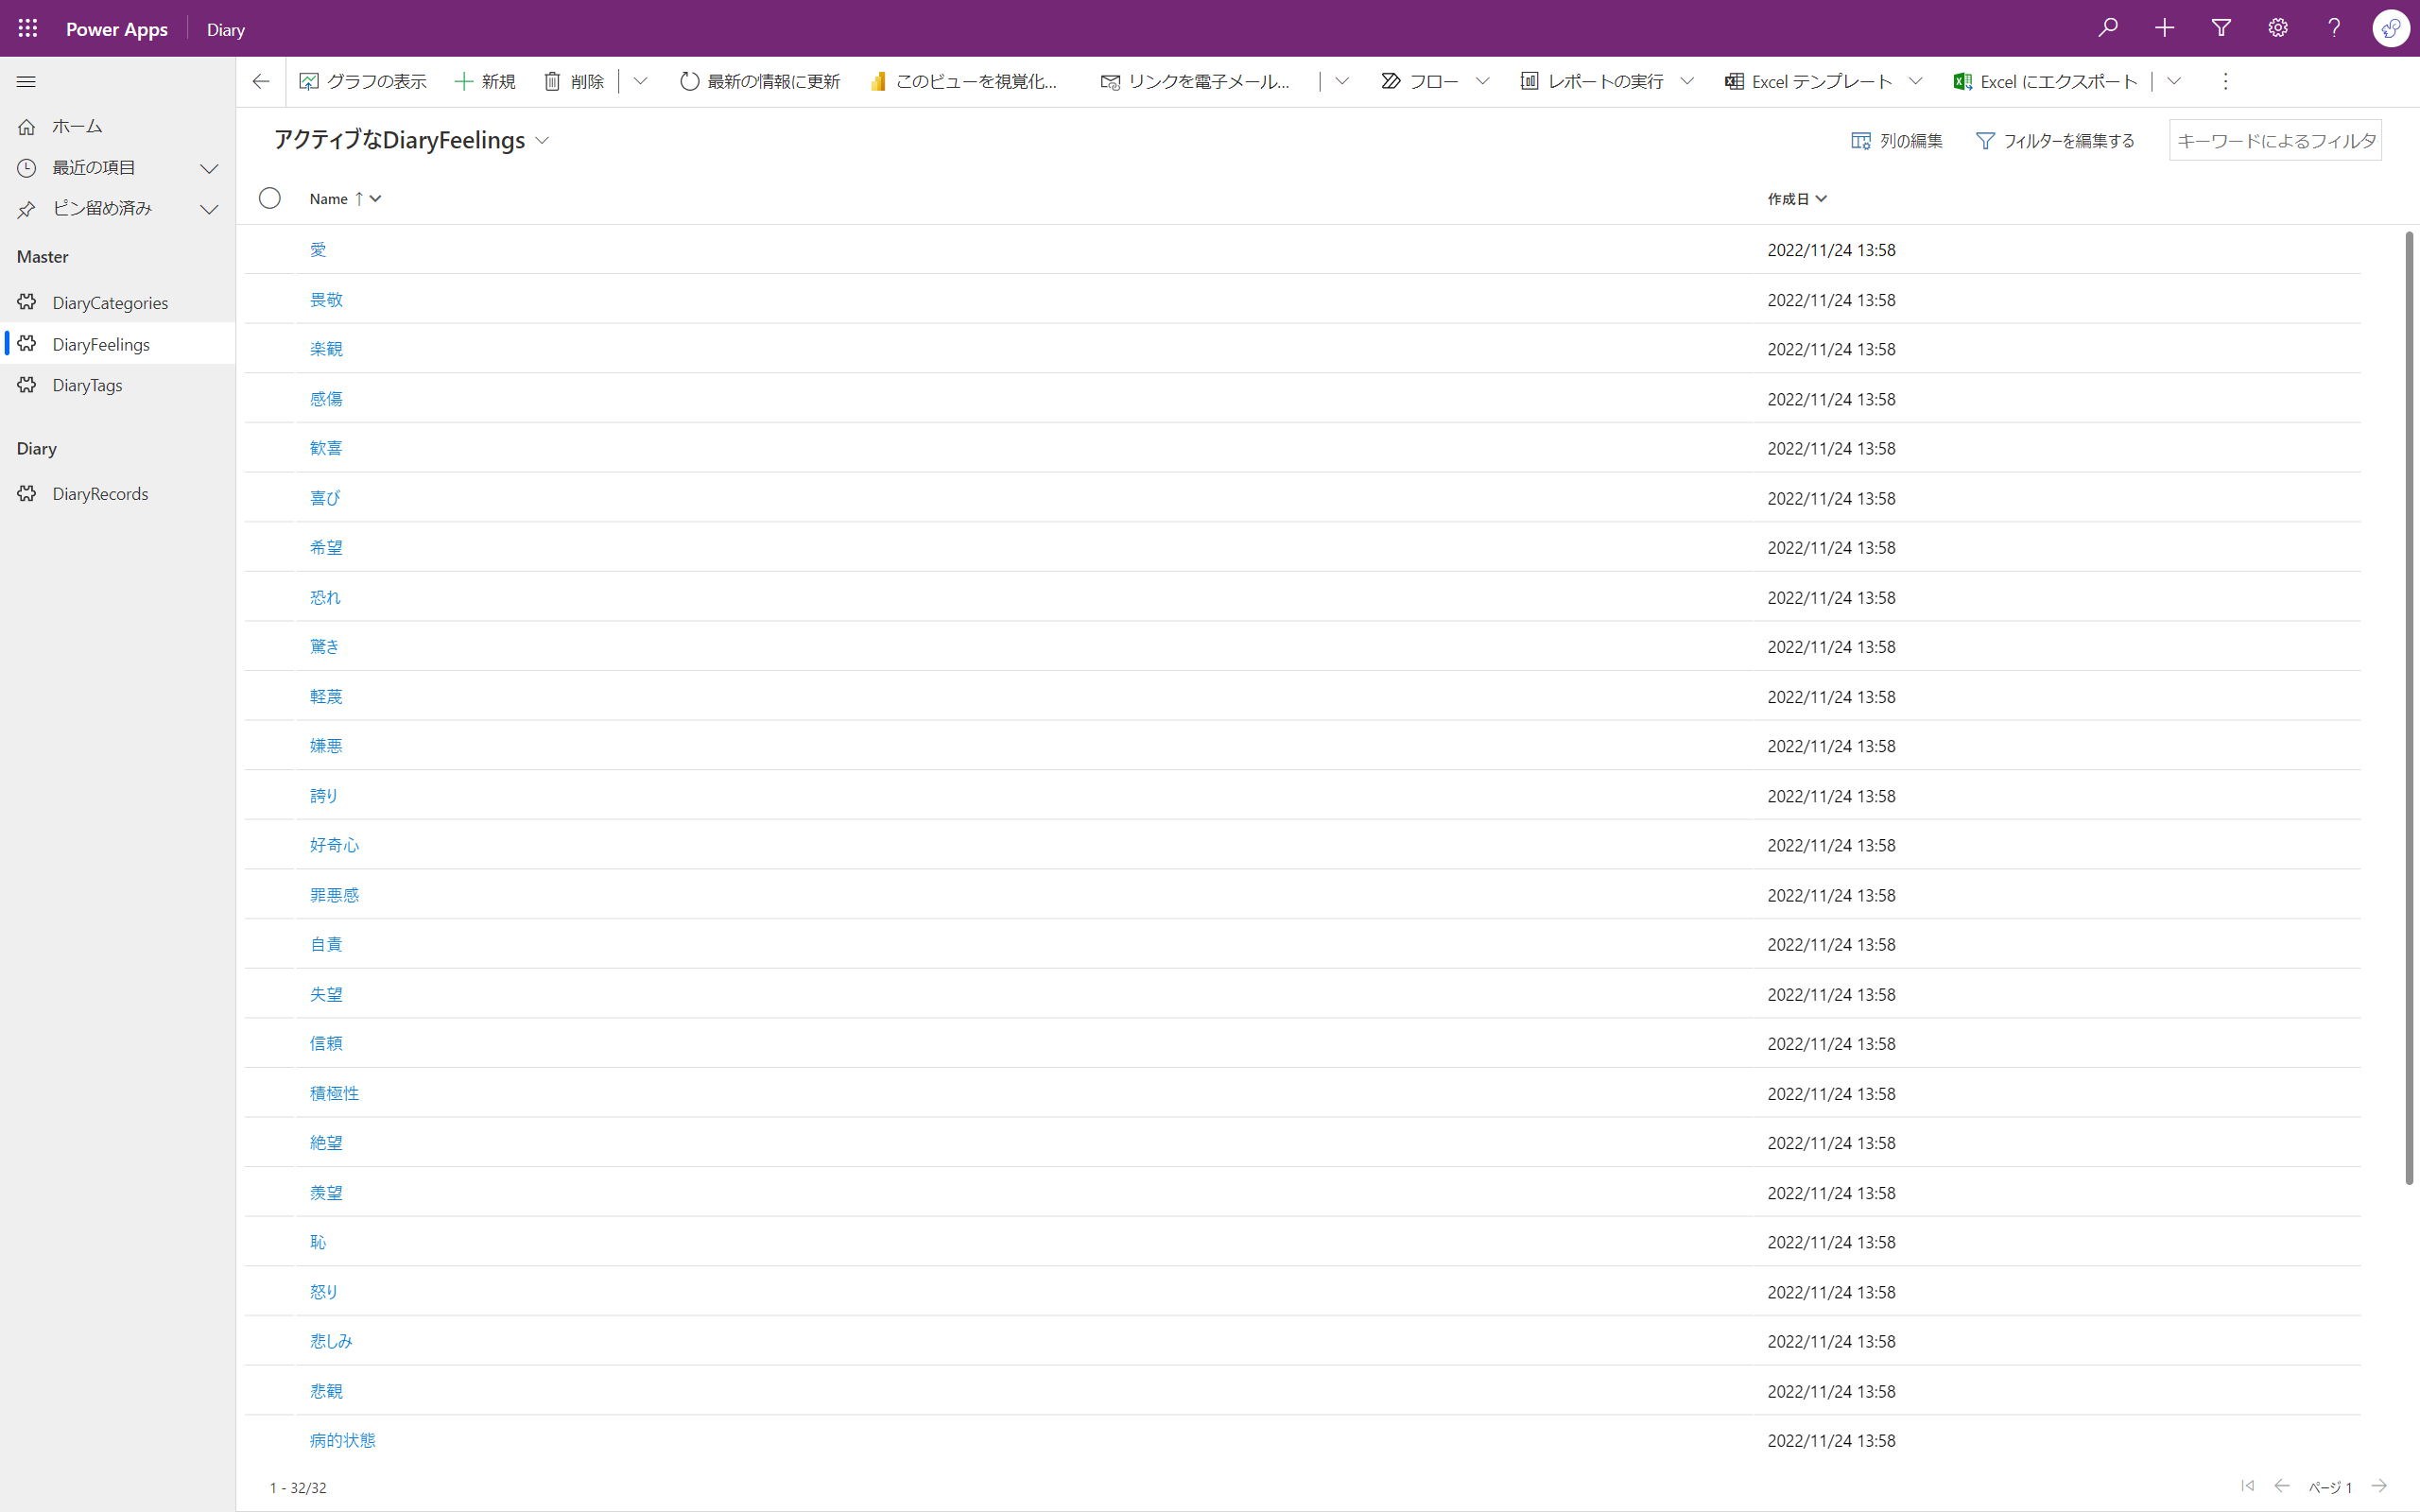 Power Apps Diary
グラフの表示 新規 削除 最新の情報に更新 このビューを視覚化... リンクを電子メール... フロー レポートの実行 Excel テンプレート Excel にエクスポート
ホーム
最近の項目
ピン留め済み
Master
DiaryCategories
DiaryFeelings
DiaryTags
Diary
DiaryRecords
アクティブなDiaryFeelings 列の編集 フィルターを編集する キーワードによるフィルタ
Name 作成日
愛 2022/11/24 13:58
畏敬 2022/11/24 13:58
楽観 2022/11/24 13:58
感傷 2022/11/24 13:58
歓喜 2022/11/24 13:58
喜び 2022/11/24 13:58
希望 2022/11/24 13:58
恐れ 2022/11/24 13:58
驚き 2022/11/24 13:58
軽蔑 2022/11/24 13:58
嫌悪 2022/11/24 13:58
誇り 2022/11/24 13:58
好奇心 2022/11/24 13:58
罪悪感 2022/11/24 13:58
自責 2022/11/24 13:58
失望 2022/11/24 13:58
信頼 2022/11/24 13:58
積極性 2022/11/24 13:58
絶望 2022/11/24 13:58
羨望 2022/11/24 13:58
恥 2022/11/24 13:58
怒り 2022/11/24 13:58
悲しみ 2022/11/24 13:58
悲観 2022/11/24 13:58
病的状態 2022/11/24 13:58
1 - 32/32 ページ 1